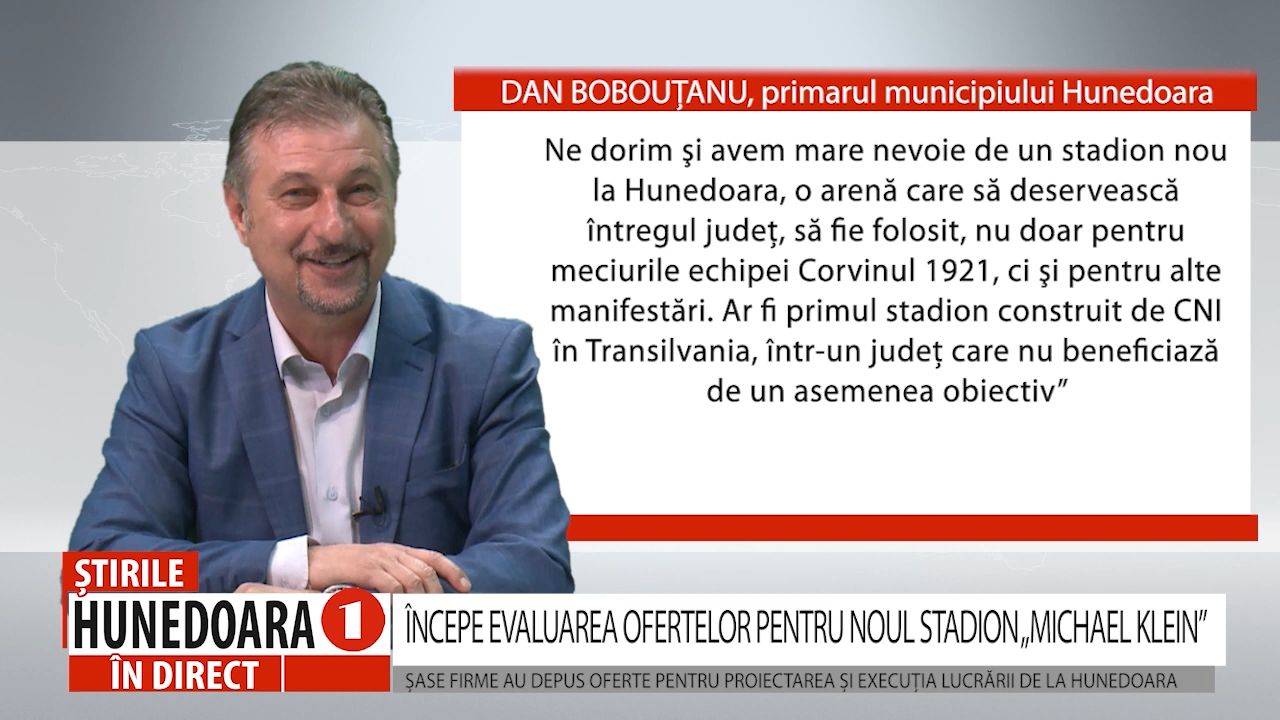 DAN BOBOUȚANU, primarul municipiului Hunedoara
Ne dorim şi avem mare nevoie de un stadion nou
la Hunedoara, o arenă care să deservească
întregul județ, să fie folosit, nu doar pentru
meciurile echipei Corvinul 1921, ci şi pentru alte
manifestări. Ar fi primul stadion construit de CNI
în Transilvania, într-un județ care nu beneficiază
de un asemenea obiectiv”
ȘTIRILE
HUNEDOARA 1
ÎN DIRECT
ÎNCEPE EVALUAREA OFERTELOR PENTRU NOUL STADION „MICHAEL KLEIN”
ȘASE FIRME AU DEPUS OFERTE PENTRU PROIECTAREA ȘI EXECUȚIA LUCRĂRII DE LA HUNEDOARA